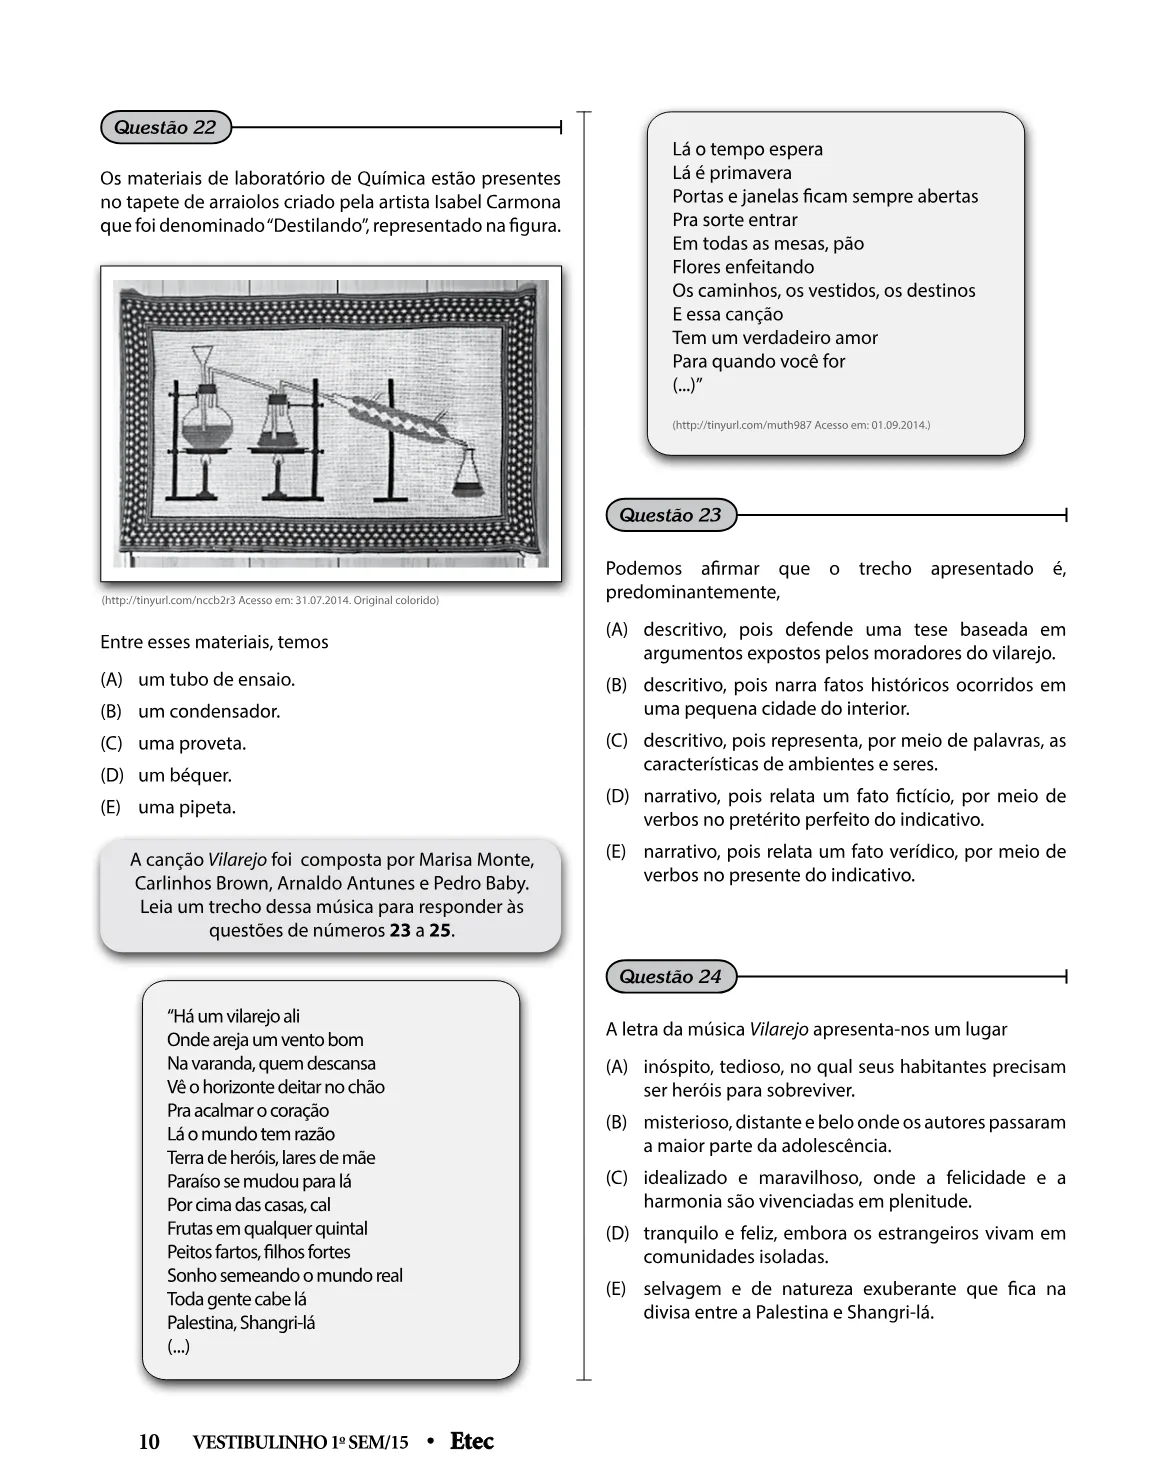 Questão 22
Os materiais de laboratório de Química estão presentes
no tapete de arraiolos criado pela artista Isabel Carmona
que foi denominado “Destilando”, representado na figura.
(http://tinyurl.com/nccb2r3 Acesso em: 31.07.2014. Original colorido)
Entre esses materiais, temos
(A) um tubo de ensaio.
(B) um condensador.
(C) uma proveta.
(D) um béquer.
(E) uma pipeta.
A canção Vilarejo foi composta por Marisa Monte,
Carlinhos Brown, Arnaldo Antunes e Pedro Baby.
Leia um trecho dessa música para responder às
questões de números 23 a 25.
“Há um vilarejo ali
Onde areja um vento bom
Na varanda, quem descansa
Vê o horizonte deitar no chão
Pra acalmar o coração
Lá o mundo tem razão
Terra de heróis, lares de mãe
Paraíso se mudou para lá
Por cima das casas, cal
Frutas em qualquer quintal
Peitos fartos, filhos fortes
Sonho semeando o mundo real
Toda gente cabe lá
Palestina, Shangri-lá
(...)
Lá o tempo espera
Lá é primavera
Portas e janelas ficam sempre abertas
Pra sorte entrar
Em todas as mesas, pão
Flores enfeitando
Os caminhos, os vestidos, os destinos
E essa canção
Tem um verdadeiro amor
Para quando você for
(...)”
(http://tinyurl.com/muth987 Acesso em: 01.09.2014.)
Questão 23
Podemos afirmar que o trecho apresentado é,
predominantemente,
(A) descritivo, pois defende uma tese baseada em
argumentos expostos pelos moradores do vilarejo.
(B) descritivo, pois narra fatos históricos ocorridos em
uma pequena cidade do interior.
(C) descritivo, pois representa, por meio de palavras, as
características de ambientes e seres.
(D) narrativo, pois relata um fato fictício, por meio de
verbos no pretérito perfeito do indicativo.
(E) narrativo, pois relata um fato verídico, por meio de
verbos no presente do indicativo.
Questão 24
A letra da música Vilarejo apresenta-nos um lugar
(A) inóspito, tedioso, no qual seus habitantes precisam
ser heróis para sobreviver.
(B) misterioso, distante e belo onde os autores passaram
a maior parte da adolescência.
(C) idealizado e maravilhoso, onde a felicidade e a
harmonia são vivenciadas em plenitude.
(D) tranquilo e feliz, embora os estrangeiros vivam em
comunidades isoladas.
(E) selvagem e de natureza exuberante que fica na
divisa entre a Palestina e Shangri-lá.
10 VESTIBULINHO 1º SEM/15 • Etec